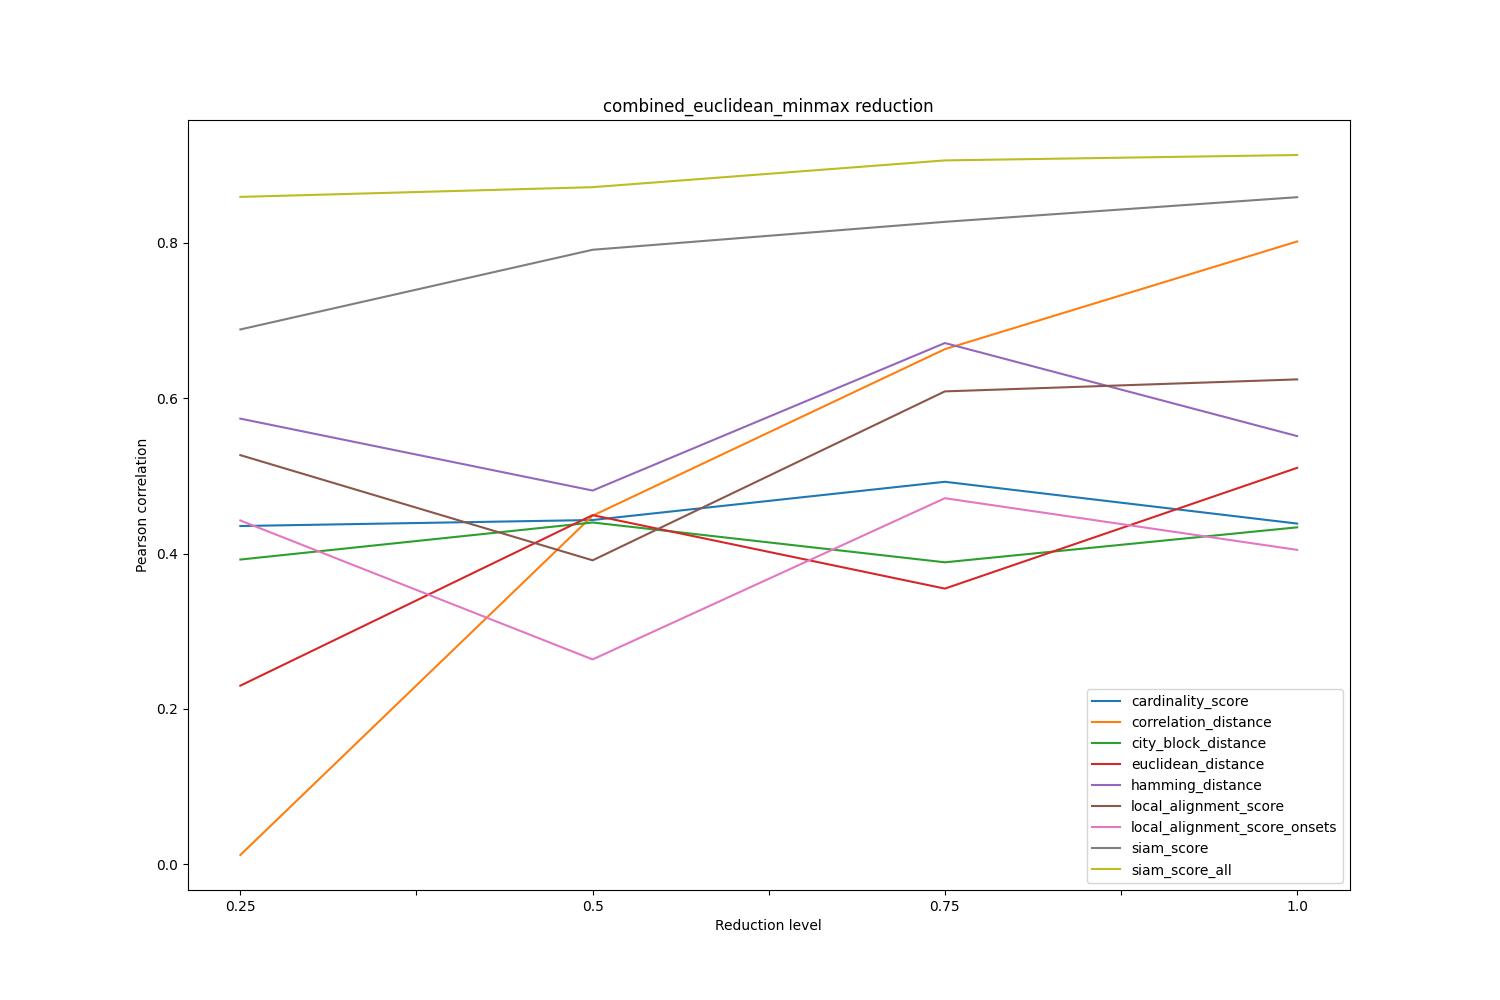 combined_euclidean_minmax reduction
Pearson correlation
0.8
0.6
0.4
0.2
0.0
0.25
0.5
0.75
1.0
Reduction level
cardinality_score
correlation_distance
city_block_distance
euclidean_distance
hamming_distance
local_alignment_score
local_alignment_score_onsets
siam_score
siam_score_all